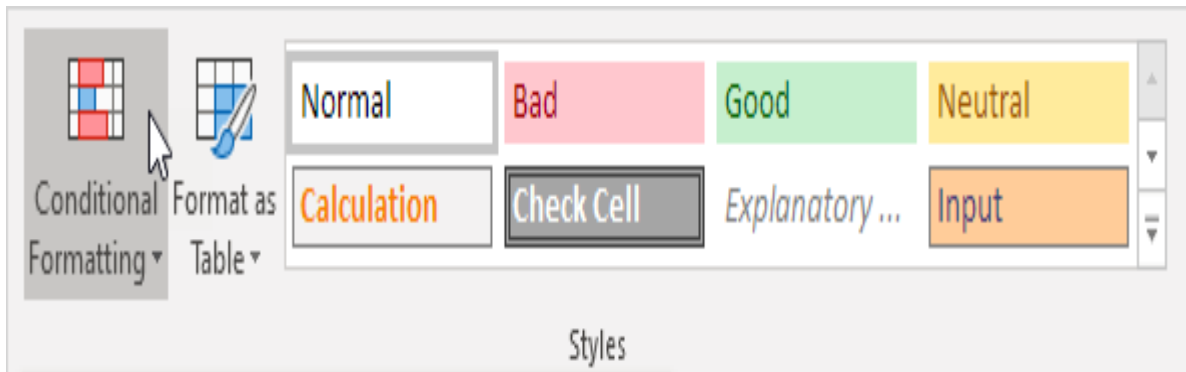 Normal
Bad
Good
Neutral
Conditional
Formatting
Format as
Table
Calculation
Check Cell
Explanatory ...
Input
Styles